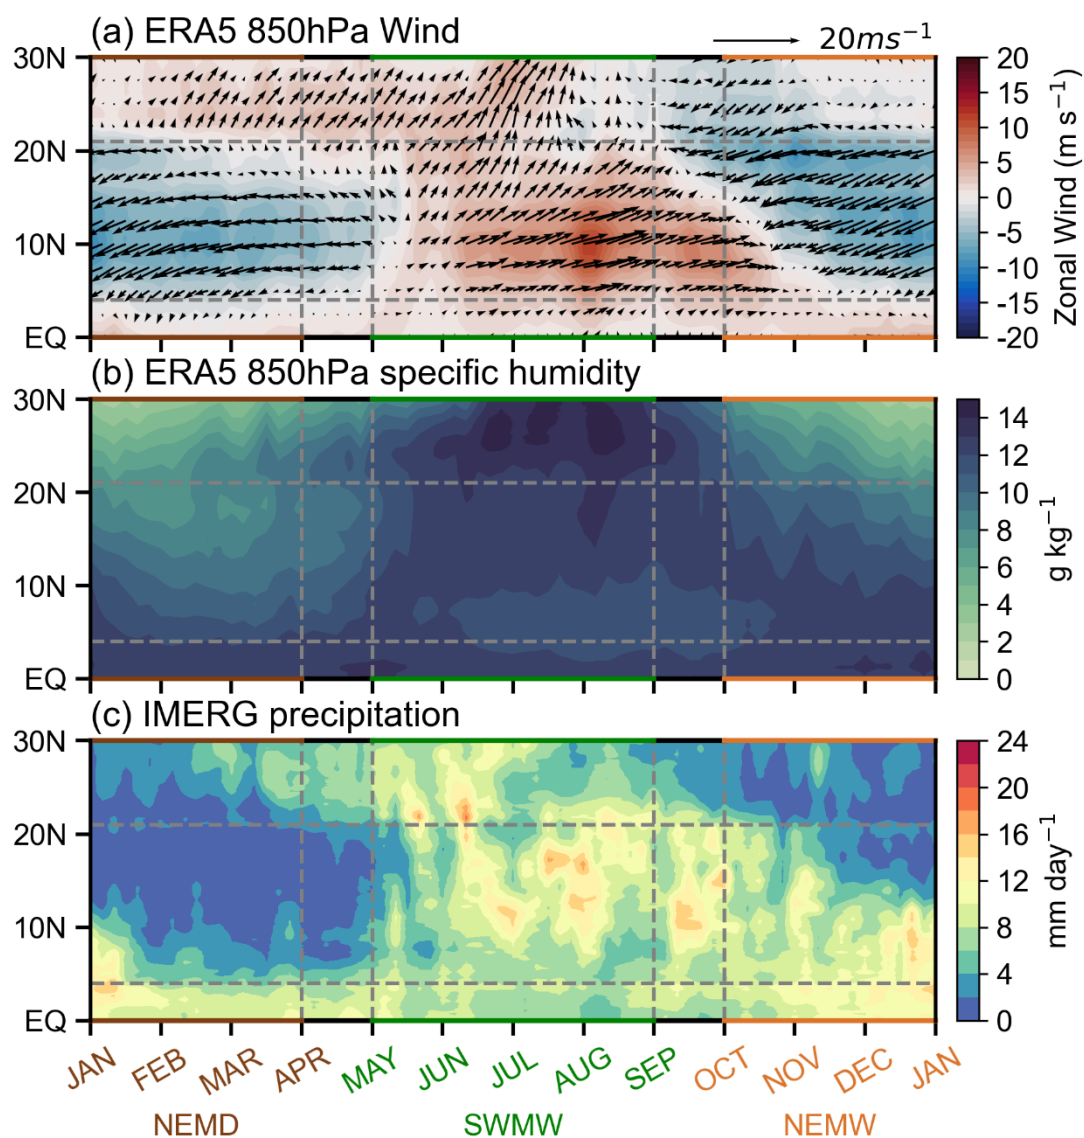 (a) ERA5 850hPa Wind
20ms⁻¹
30N
20N
10N
EQ
20
15
10
5
0
-5
-10
-15
-20
Zonal Wind (m s⁻¹)
(b) ERA5 850hPa specific humidity
30N
20N
10N
EQ
14
12
10
8
6
4
2
0
g kg⁻¹
(c) IMERG precipitation
30N
20N
10N
EQ
24
20
16
12
8
4
0
mm day⁻¹
JAN FEB MAR APR MAY JUN JUL AUG SEP OCT NOV DEC JAN
NEMD SWMW NEMW